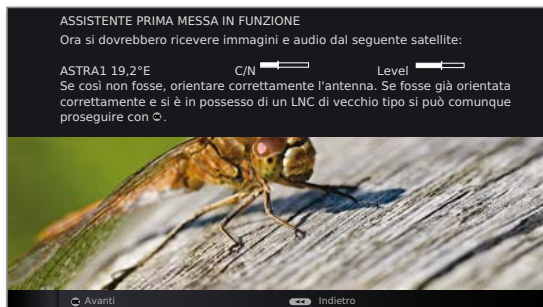 ASSISTENTE PRIMA MESSA IN FUNZIONE
Ora si dovrebbero ricevere immagini e audio dal seguente satellite:
ASTRA1 19,2°E C/N Level
Se così non fosse, orientare correttamente l'antenna. Se fosse già orientata
correttamente e si è in possesso di un LNC di vecchio tipo si può comunque
proseguire con .
Avanti Indietro